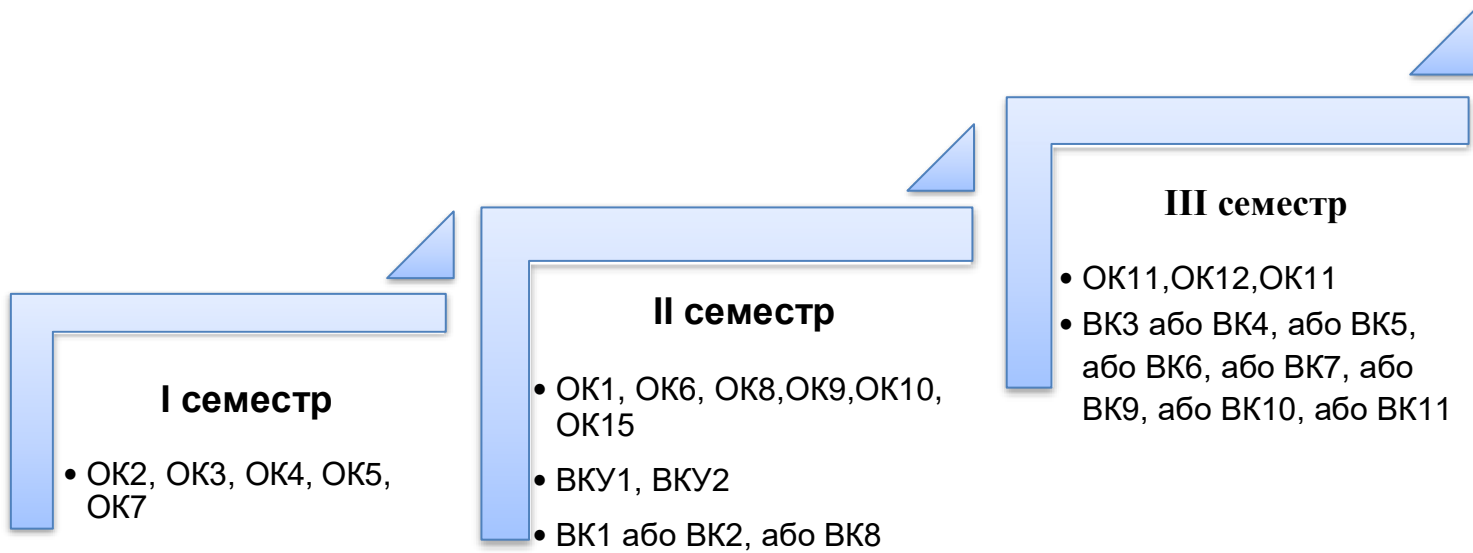 I семестр
• ОК2, ОК3, ОК4, ОК5,
ОК7
II семестр
• ОК1, ОК6, ОК8,ОК9,ОК10,
ОК15
• ВКУ1, ВКУ2
• ВК1 або ВК2, або ВК8
III семестр
• ОК11,ОК12,ОК11
• ВК3 або ВК4, або ВК5,
або ВК6, або ВК7, або
ВК9, або ВК10, або ВК11